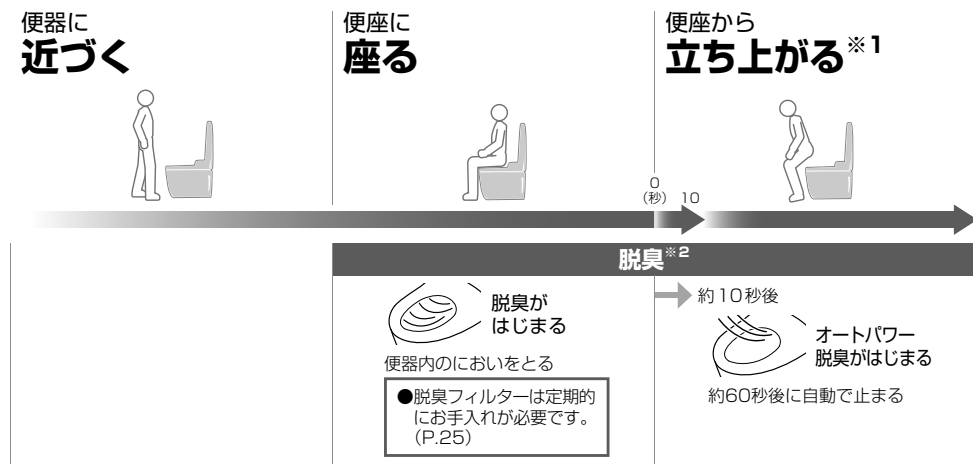 便器に
近づく
便座に
座る
便座から
立ち上がる※1
0
（秒） 10
脱臭※2
脱臭が
はじまる
便器内のにおいをとる
●脱臭フィルターは定期的
にお手入れが必要です。
（P.25）
約10秒後
オートパワー
脱臭がはじまる
約60秒後に自動で止まる